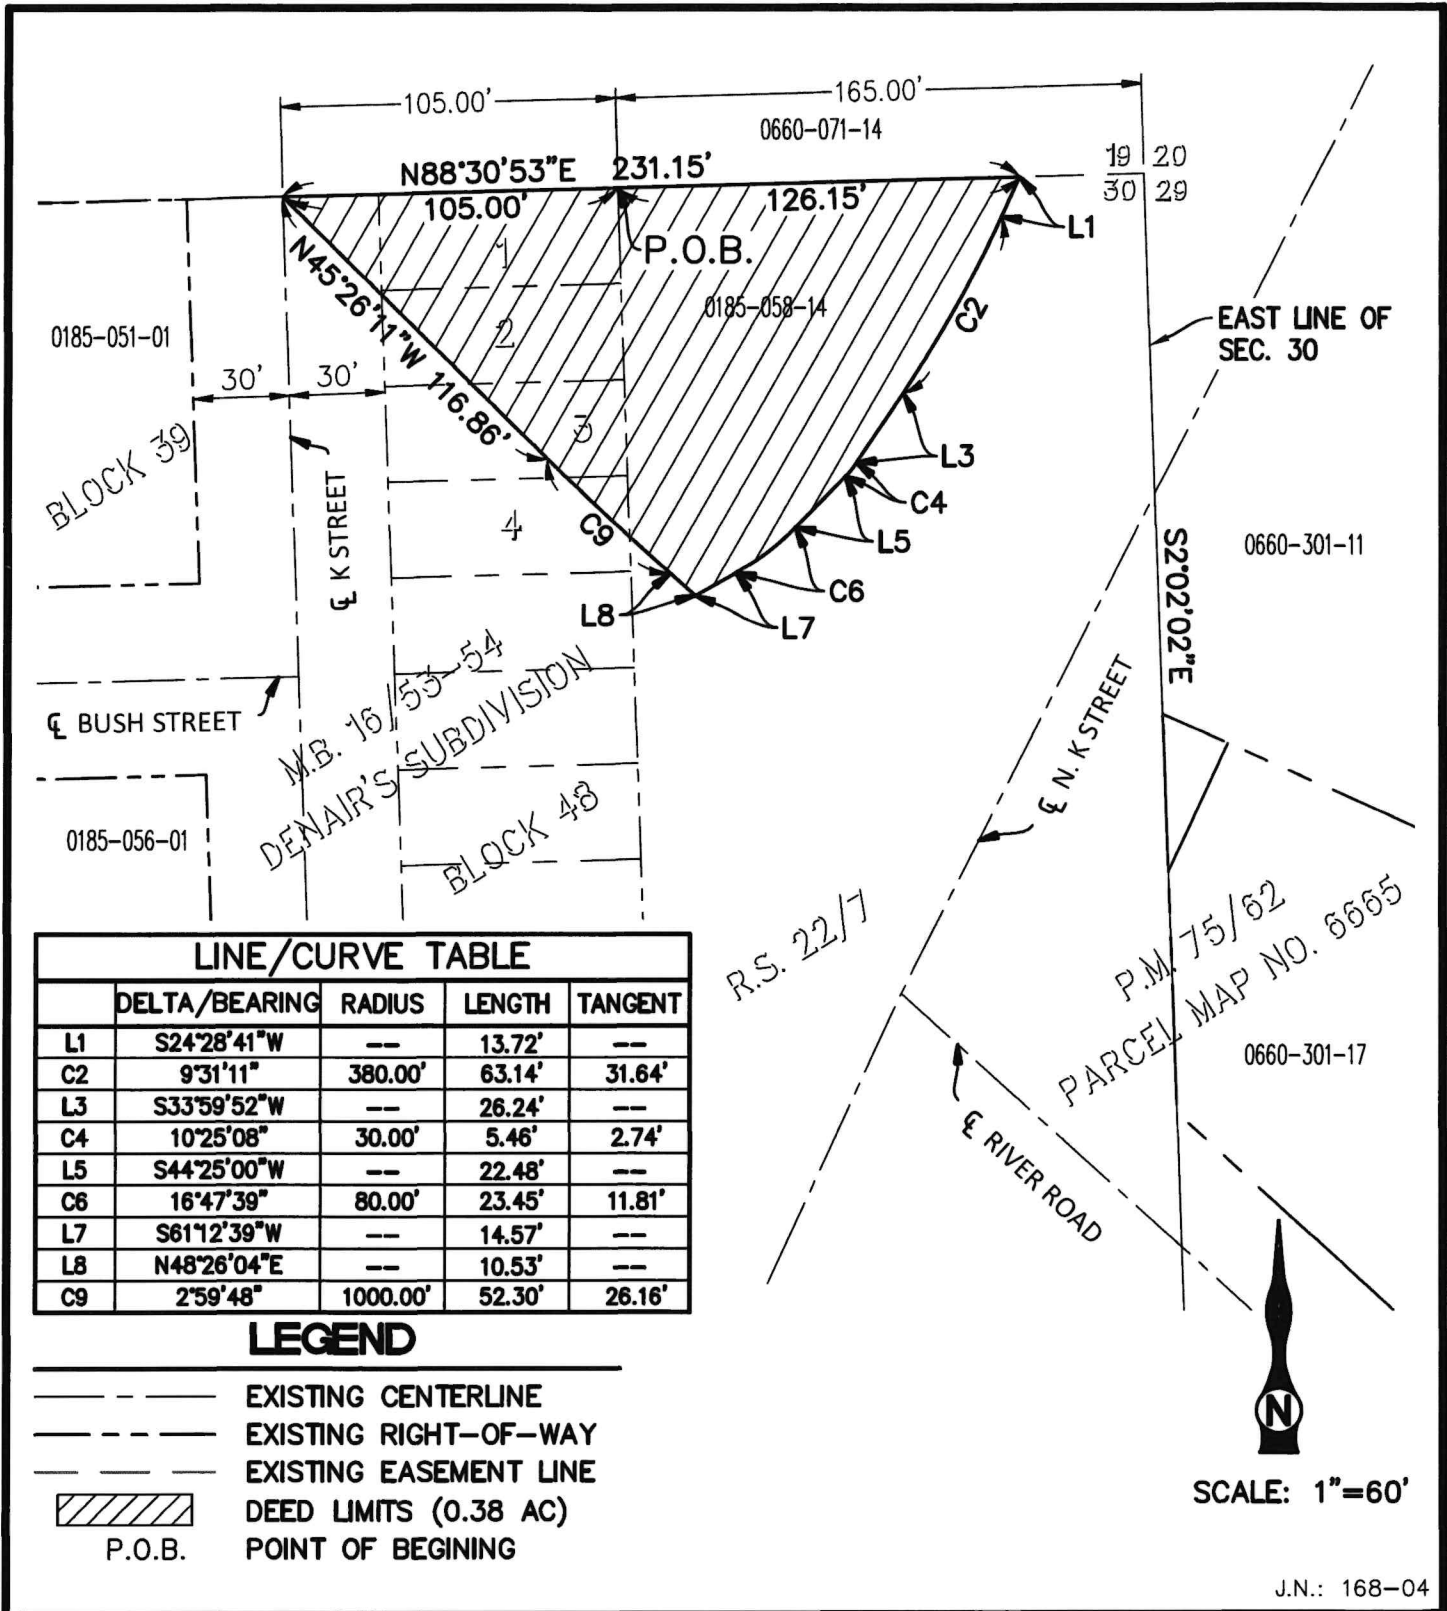 105.00' 165.00'
0660-071-14
N88°30'53"E 231.15'
105.00' 126.15'
19 20
30 29
L1
P.O.B.
1
0185-058-14
C2
N45°26'11"W 116.86'
0185-051-01
2
EAST LINE OF
SEC. 30
30' 30'
3
BLOCK 39
L3
C4
℄ K STREET
4
C9
L5
S2°02'02"E
0660-301-11
C6
L8
L7
℄ BUSH STREET
M.B. 16/53-54
DENAIR'S SUBDIVISION
℄ N. K STREET
0185-056-01
BLOCK 48
R.S. 22/7
P.M. 75/62
PARCEL MAP NO. 6665
0660-301-17
℄ RIVER ROAD
LINE/CURVE TABLE
DELTA/BEARING RADIUS LENGTH TANGENT
L1 S24°28'41"W -- 13.72' --
C2 9°31'11" 380.00' 63.14' 31.64'
L3 S33°59'52"W -- 26.24' --
C4 10°25'08" 30.00' 5.46' 2.74'
L5 S44°25'00"W -- 22.48' --
C6 16°47'39" 80.00' 23.45' 11.81'
L7 S61°12'39"W -- 14.57' --
L8 N48°26'04"E -- 10.53' --
C9 2°59'48" 1000.00' 52.30' 26.16'
LEGEND
EXISTING CENTERLINE
EXISTING RIGHT-OF-WAY
EXISTING EASEMENT LINE
DEED LIMITS (0.38 AC)
P.O.B. POINT OF BEGINING
N
SCALE: 1"=60'
J.N.: 168-04